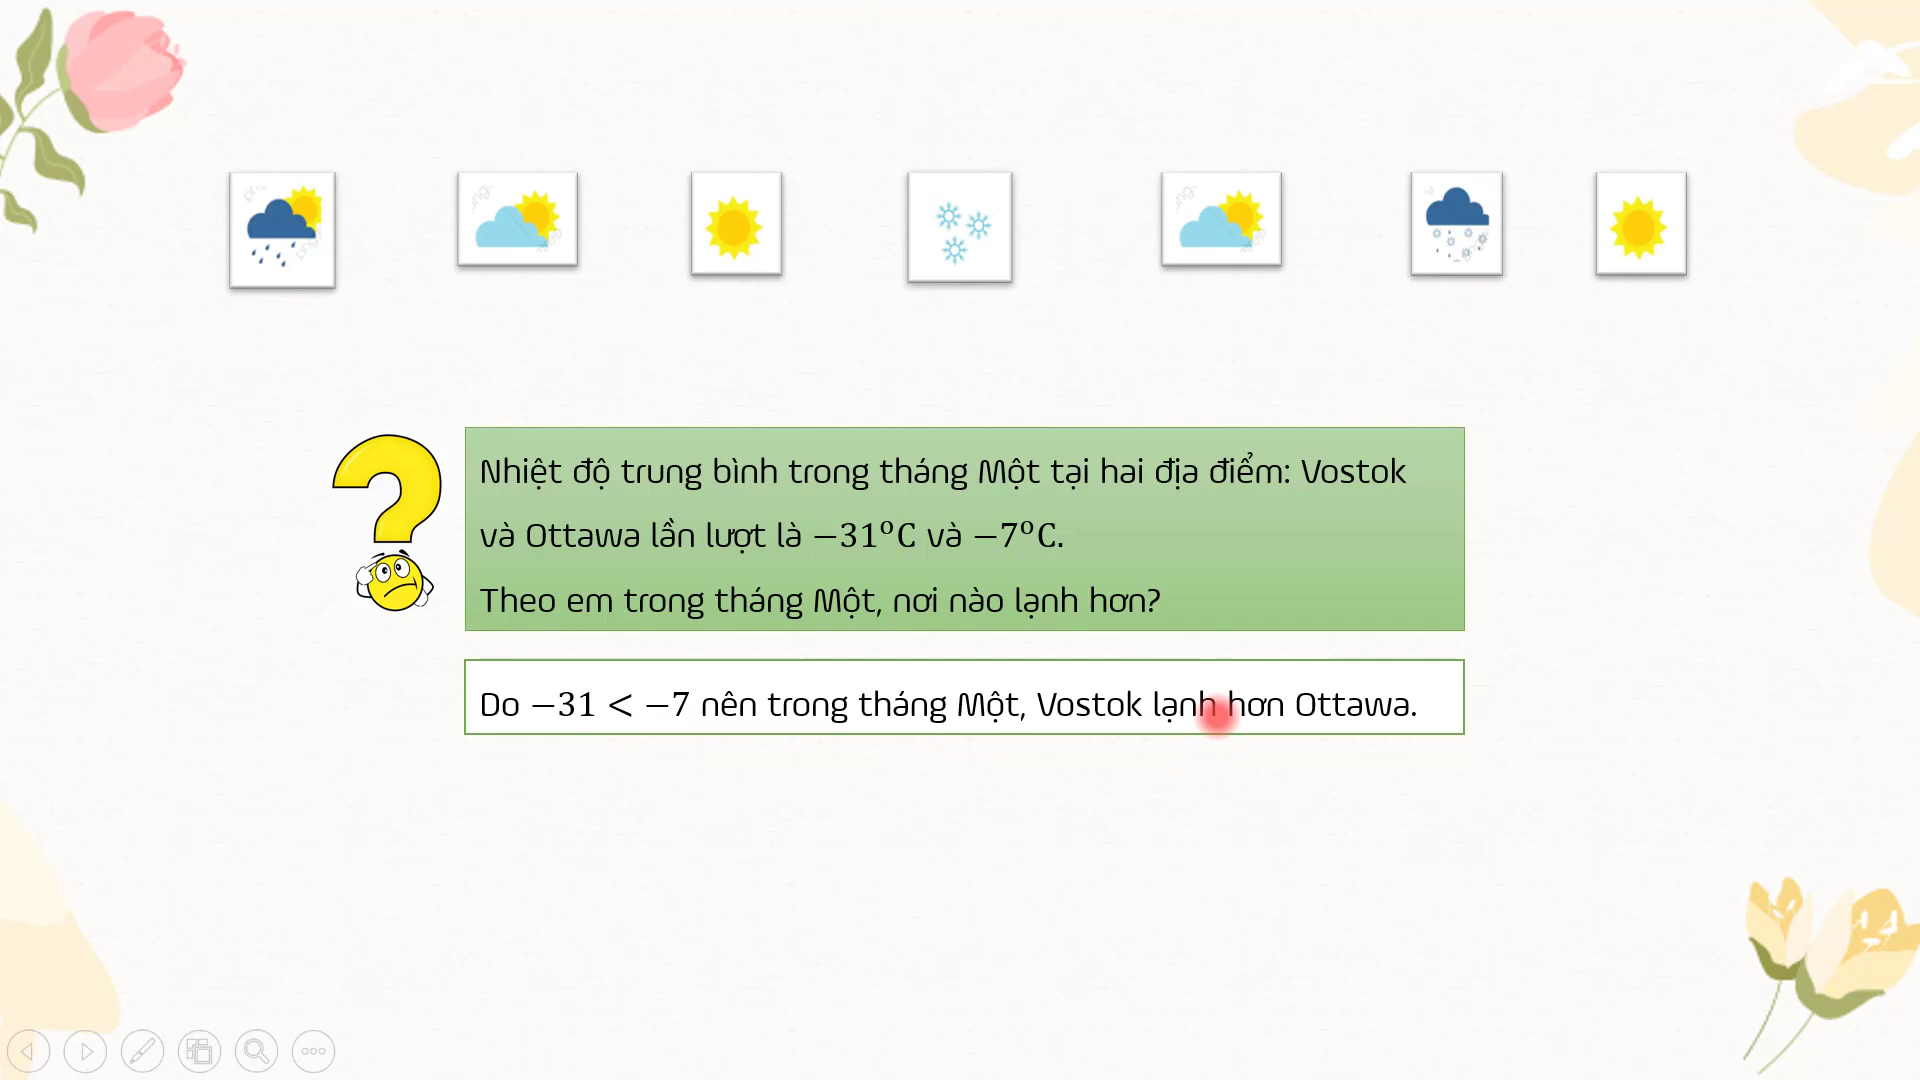 Nhiệt độ trung bình trong tháng Một tại hai địa điểm: Vostok
và Ottawa lần lượt là −31⁰C và −7⁰C.
Theo em trong tháng Một, nơi nào lạnh hơn?
Do −31 < −7 nên trong tháng Một, Vostok lạnh hơn Ottawa.